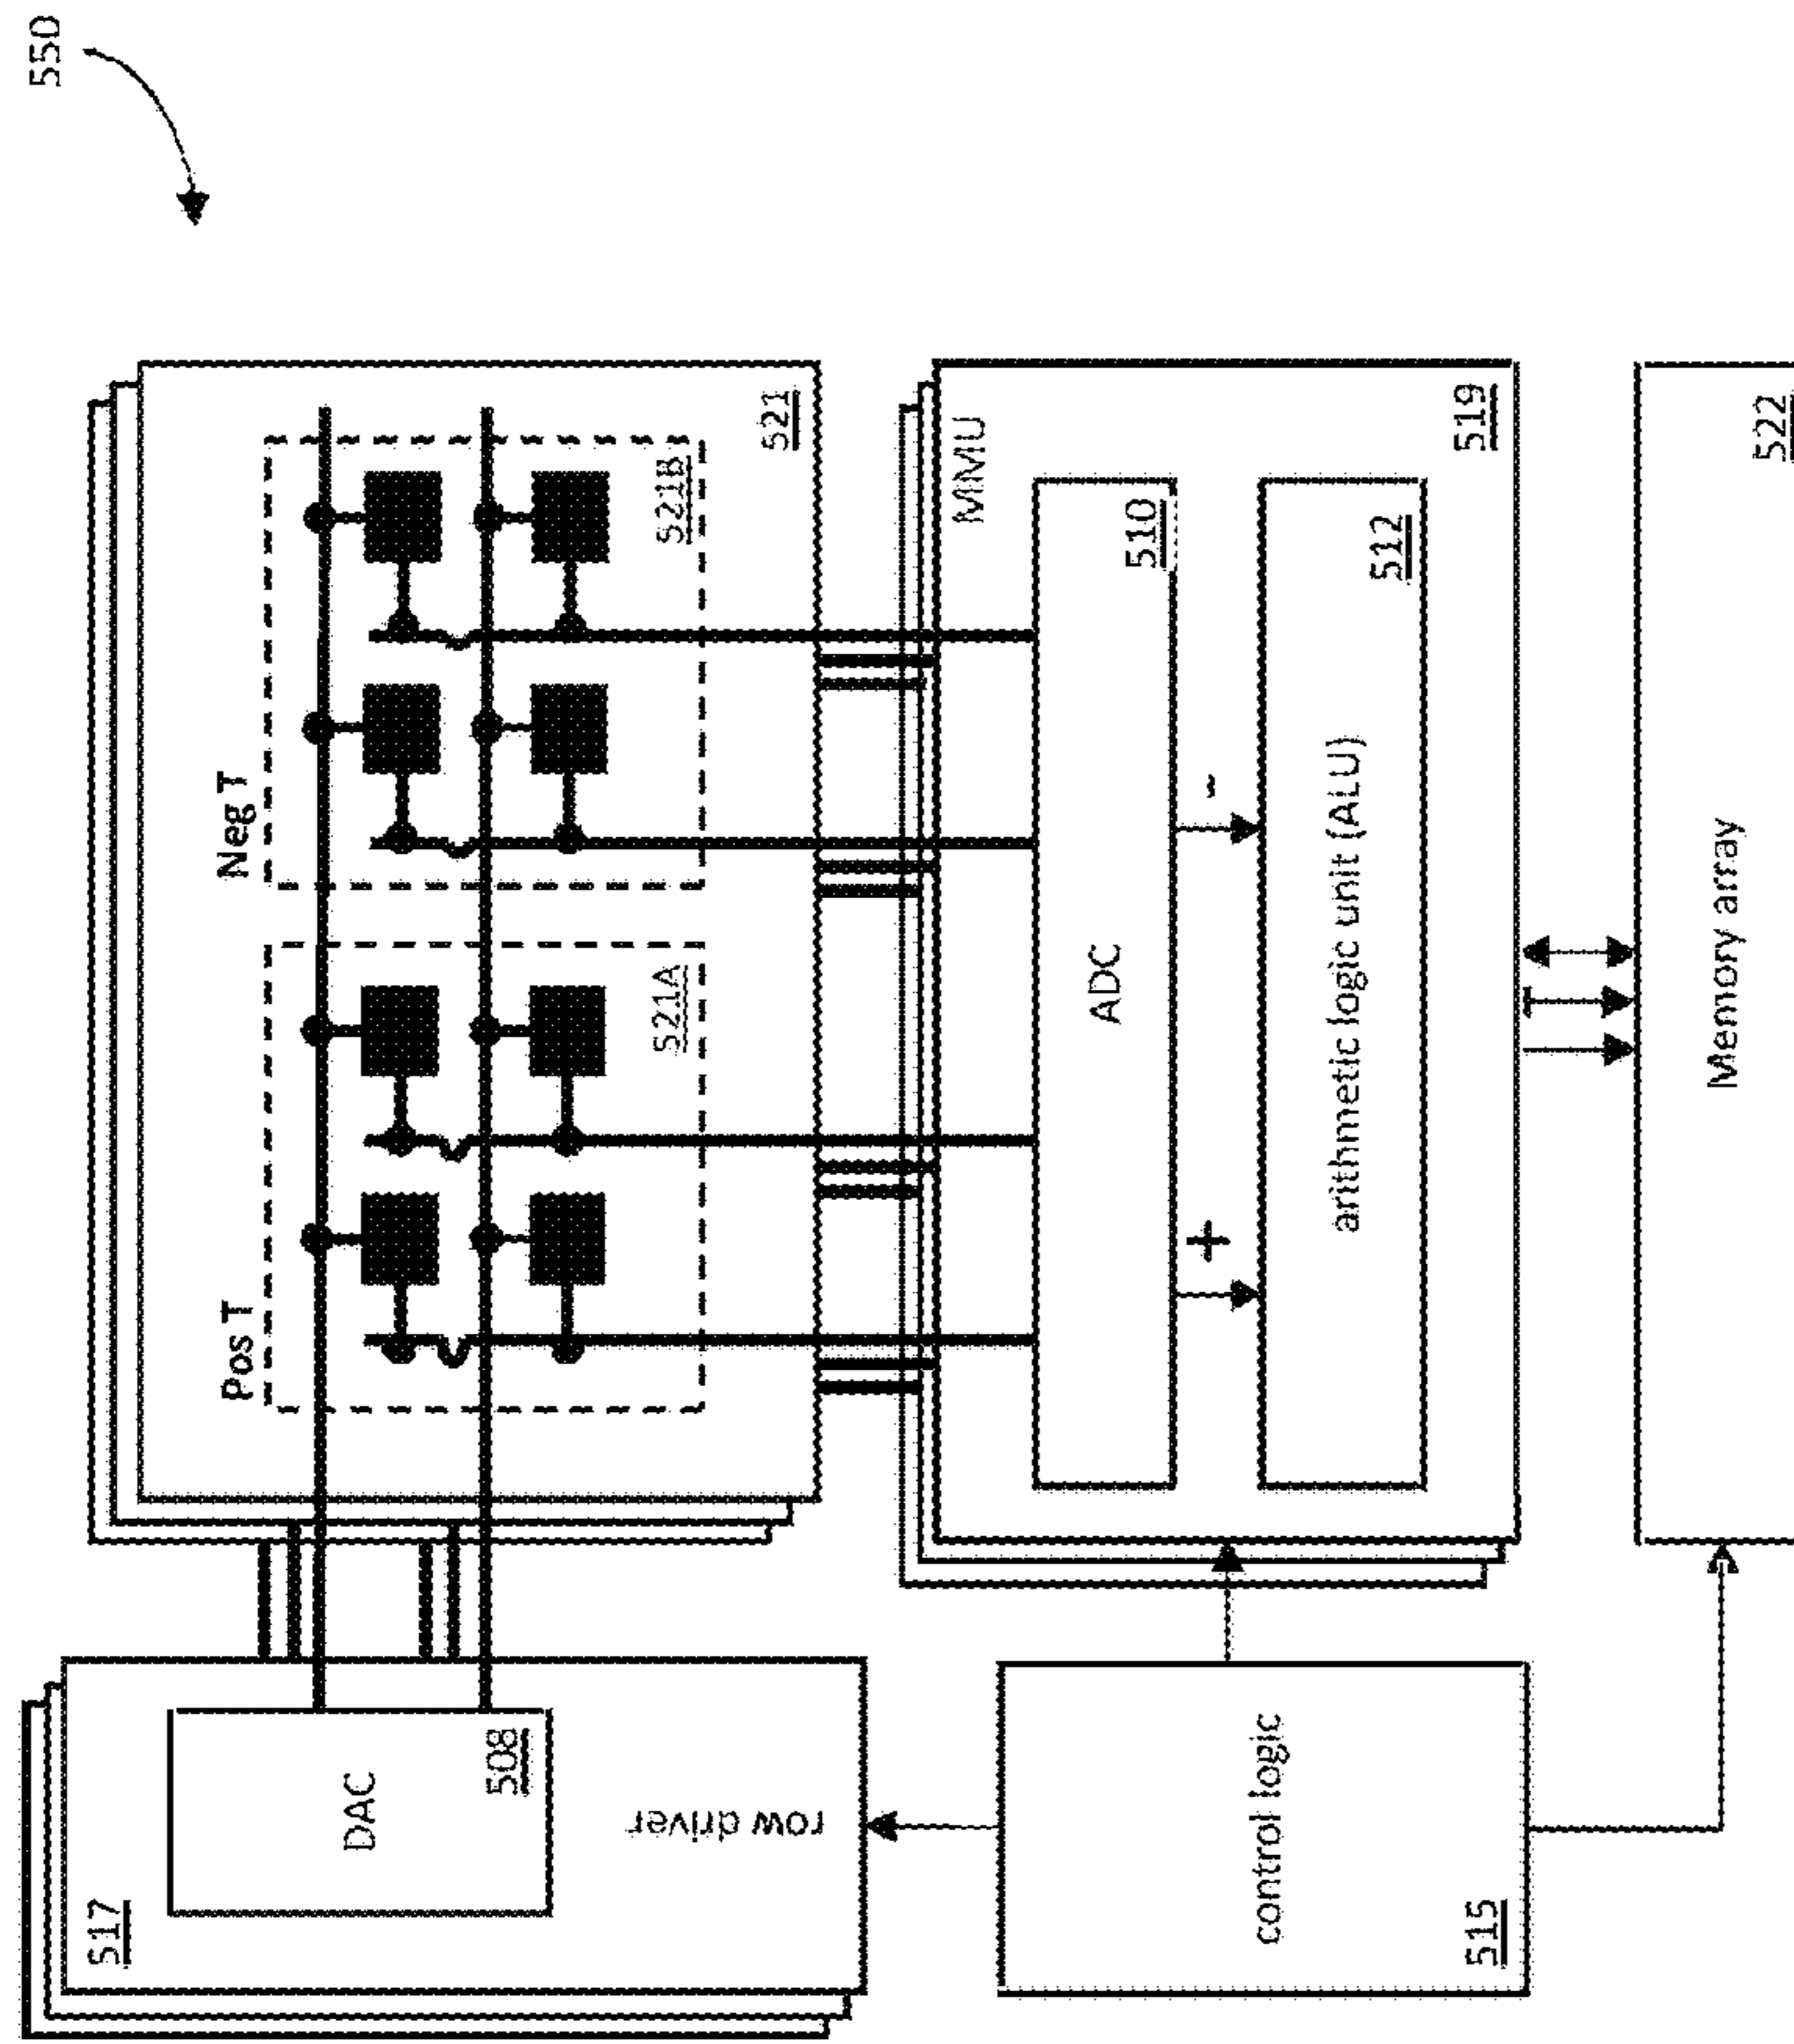 550
517
DAC
508
row driver
Pos T
Neg T
521A
521B
521
MMU
ADC
510
+
-
arithmetic logic unit (ALU)
512
519
control logic
515
Memory array
522